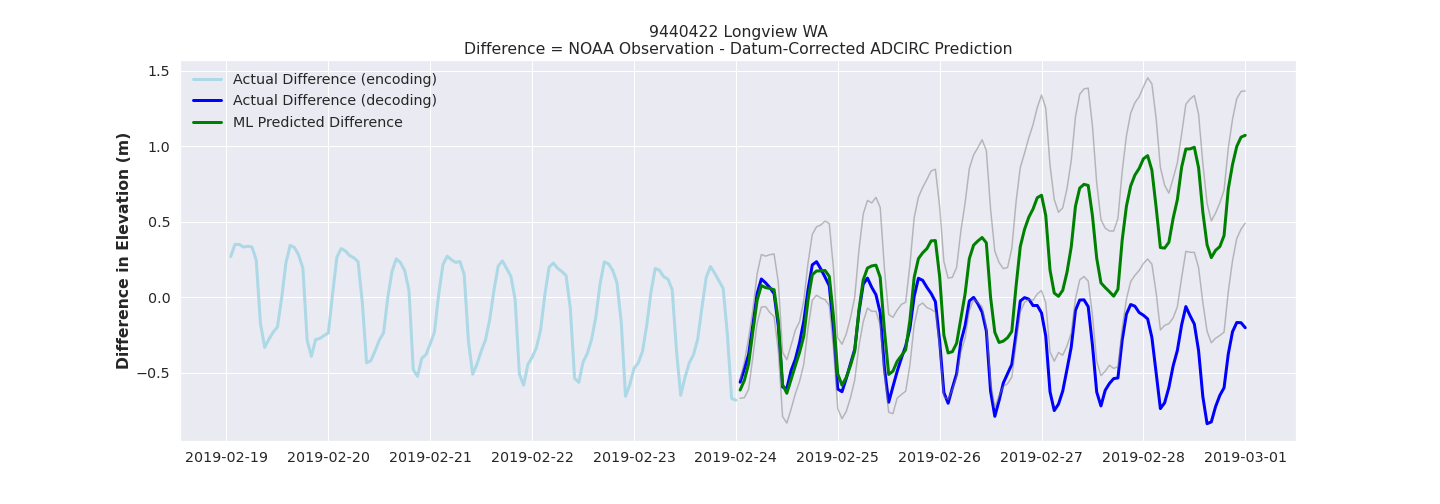 9440422 Longview WA
Difference = NOAA Observation - Datum-Corrected ADCIRC Prediction
Difference in Elevation (m)
1.5
1.0
0.5
0.0
−0.5
Actual Difference (encoding)
Actual Difference (decoding)
ML Predicted Difference
2019-02-19 2019-02-20 2019-02-21 2019-02-22 2019-02-23 2019-02-24 2019-02-25 2019-02-26 2019-02-27 2019-02-28 2019-03-01